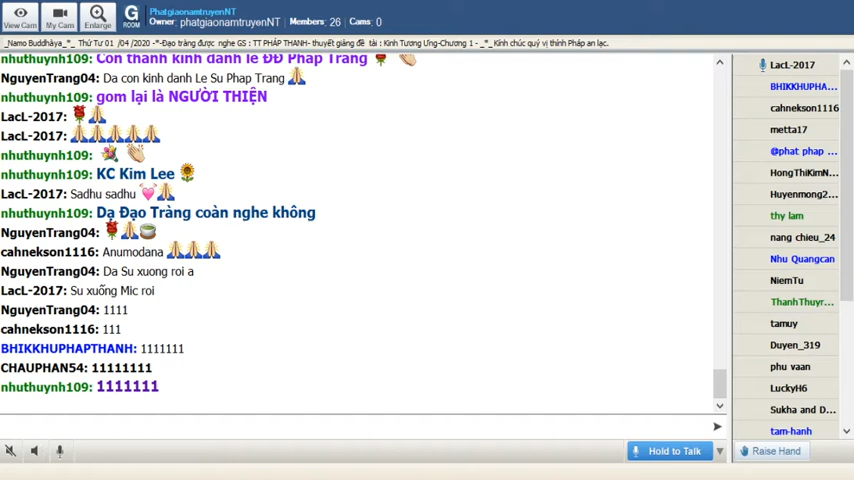 PhatgiaonamtruyenNT
Owner: phatgiaonamtruyenNT Members: 26 Cams: 0
View Cam
My Cam
Enlarge
G ROOM
_Namo Buddhàya_*_ Thứ Tư 01 /04 /2020 -*-Đạo tràng được nghe GS : TT PHÁP THANH- thuyết giảng đề tài : Kinh Tương Ưng-Chương 1 - _*_ Kính chúc quý vị thính Pháp an lạc.
nhuthuynh109: Con thành kính đảnh lễ ĐĐ Pháp Trang
NguyenTrang04: Da con kinh danh Le Su Phap Trang
nhuthuynh109: gom lại là NGƯỜI THIỆN
LacL-2017:
LacL-2017:
nhuthuynh109:
nhuthuynh109: KC Kim Lee
LacL-2017: Sadhu sadhu
nhuthuynh109: Dạ Đạo Tràng coàn nghe không
NguyenTrang04:
cahnekson1116: Anumodana
NguyenTrang04: Da Su xuong roi a
LacL-2017: Su xuống Mic roi
NguyenTrang04: 1111
cahnekson1116: 111
BHIKKHUPHAPTHANH: 1111111
CHAUPHAN54: 11111111
nhuthuynh109: 1111111
LacL-2017
BHIKKHUPHA...
cahnekson1116
metta17
@phat phap ...
HongThiKimN...
Huyenmong2...
thy lam
nang chieu_24
Nhu Quangcan
NiemTu
ThanhThuyr...
tamuy
Duyen_319
phu vaan
LuckyH6
Sukha and D...
tam-hanh
Hold to Talk
Raise Hand